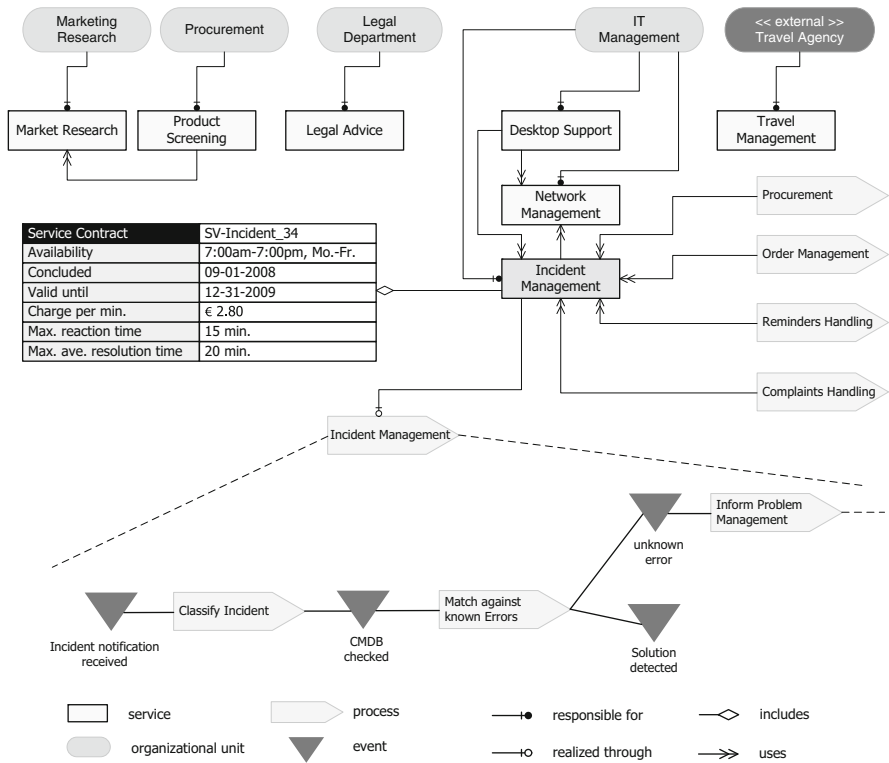 Marketing
Research
Procurement
Legal
Department
IT
Management
<< external >>
Travel Agency
Market Research
Product
Screening
Legal Advice
Desktop Support
Travel
Management
Network
Management
Procurement
Service Contract SV-Incident_34
Availability 7:00am-7:00pm, Mo.-Fr.
Concluded 09-01-2008
Valid until 12-31-2009
Charge per min. € 2.80
Max. reaction time 15 min.
Max. ave. resolution time 20 min.
Incident
Management
Order Management
Reminders Handling
Complaints Handling
Incident Management
Inform Problem
Management
unknown
error
Classify Incident
Match against
known Errors
Incident notification
received
CMDB
checked
Solution
detected
service
process
responsible for
includes
organizational unit
event
realized through
uses